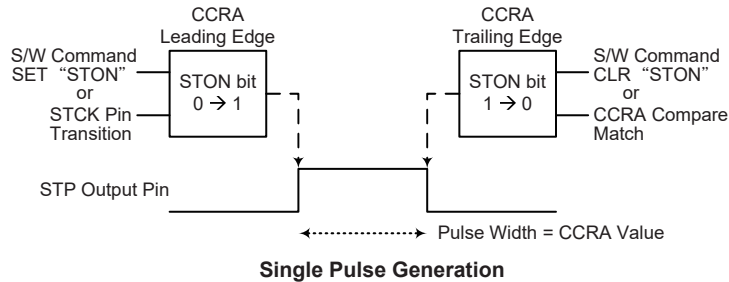 CCRA
Leading Edge
CCRA
Trailing Edge
S/W Command
SET “STON”
or
STCK Pin
Transition
STON bit
0 → 1
STON bit
1 → 0
S/W Command
CLR “STON”
or
CCRA Compare
Match
STP Output Pin
Pulse Width = CCRA Value
Single Pulse Generation